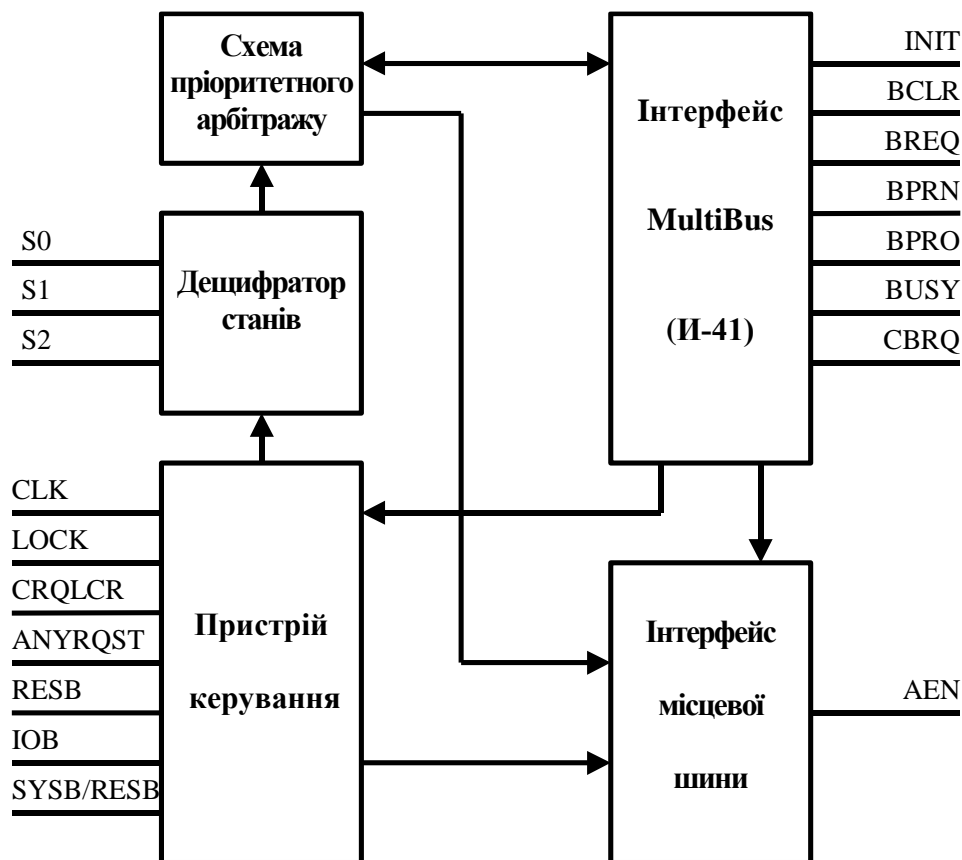 Схема
пріоритетного
арбітражу
Інтерфейс
MultiBus
(И-41)
INIT
BCLR
BREQ
BPRN
BPRO
BUSY
CBRQ
S0
S1
S2
Дещифратор
станів
CLK
LOCK
CRQLCR
ANYRQST
RESB
IOB
SYSB/RESB
Пристрій
керування
Інтерфейс
місцевої
шини
AEN